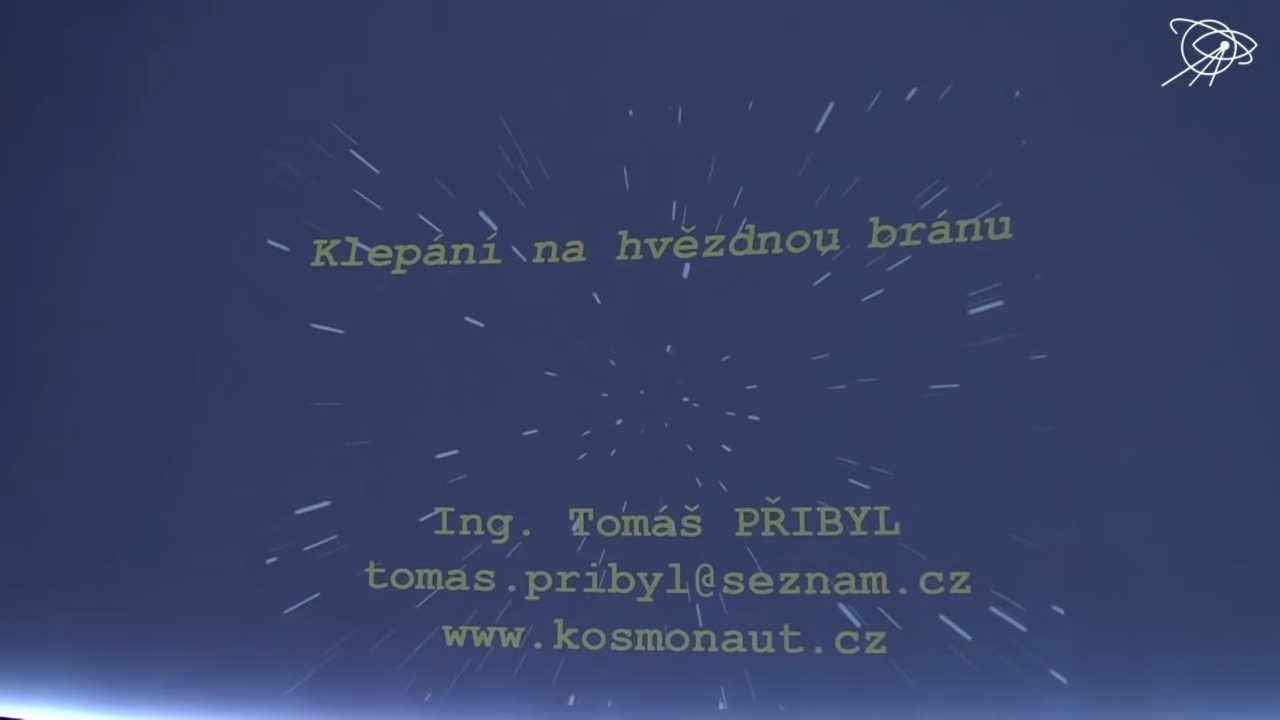 Klepání na hvězdnou bránu
Ing. Tomáš PŘIBYL
tomas.pribyl@seznam.cz
www.kosmonaut.cz